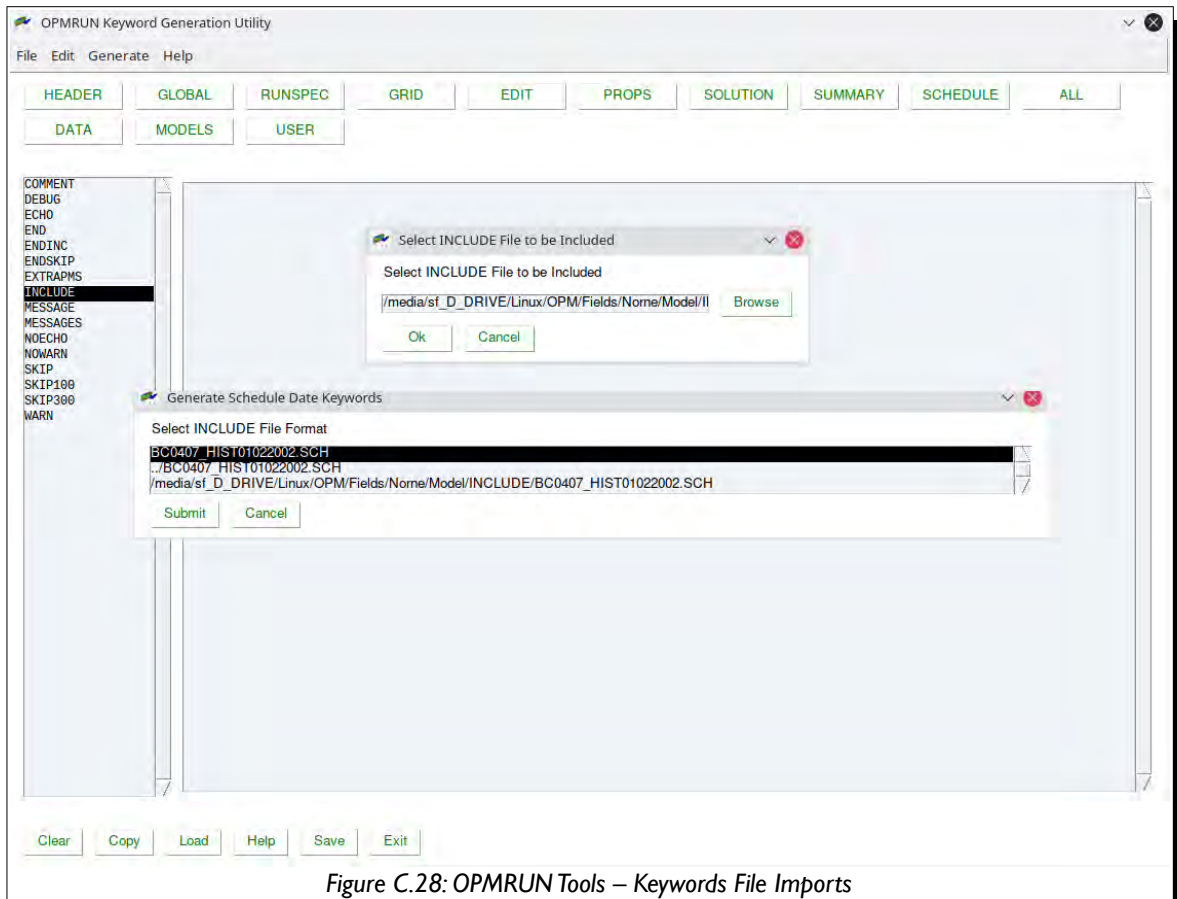 OPMRUN Keyword Generation Utility
File Edit Generate Help
HEADER GLOBAL RUNSPEC GRID EDIT PROPS SOLUTION SUMMARY SCHEDULE ALL
DATA MODELS USER
COMMENT
DEBUG
ECHO
END
ENDINC
ENDSKIP
EXTRAPMS
INCLUDE
MESSAGE
MESSAGES
NOECHO
NOWARN
SKIP
SKIP100
SKIP300
WARN
Select INCLUDE File to be Included
Select INCLUDE File to be Included
/media/sf_D_DRIVE/Linux/OPM/Fields/Norne/Model/II Browse
Ok Cancel
Generate Schedule Date Keywords
Select INCLUDE File Format
BC0407_HIST01022002.SCH
../BC0407_HIST01022002.SCH
/media/sf_D_DRIVE/Linux/OPM/Fields/Norne/Model/INCLUDE/BC0407_HIST01022002.SCH
Submit Cancel
Clear Copy Load Help Save Exit
Figure C.28: OPMRUN Tools – Keywords File Imports